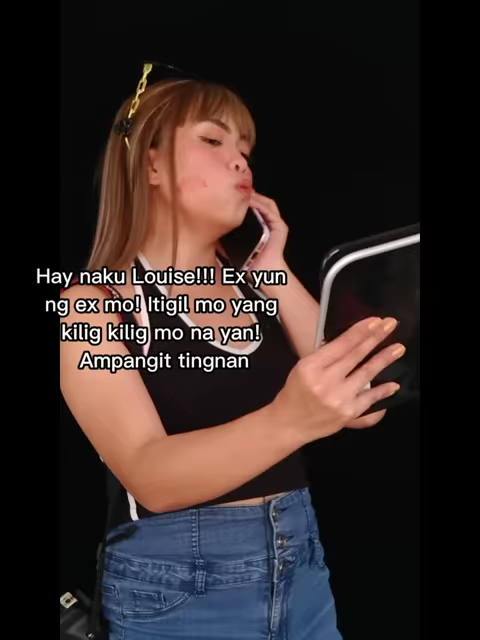 Hay naku Louise!!! Ex yun
ng ex mo! Itigil mo yang
kilig kilig mo na yan!
Ampangit tingnan